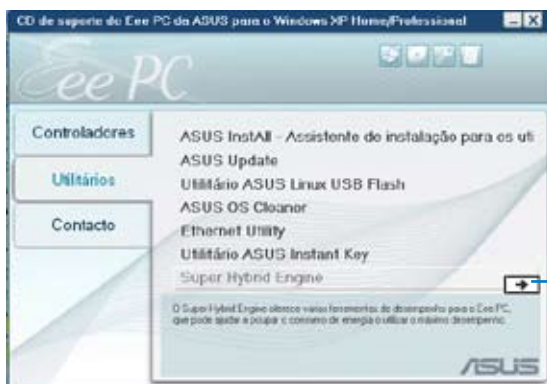 CD de suporte do Eee PC da ASUS para o Windows XP Home/Professional
Eee PC
Controladores
Utilitários
Contacto
ASUS InstAll - Assistente de instalação para os uti
ASUS Update
Utilitário ASUS Linux USB Flash
ASUS OS Cleaner
Ethernet Utility
Utilitário ASUS Instant Key
Super Hybrid Engine
O Super Hybrid Engine oferece várias ferramentas de desempenho para o Eee PC,
que pode ajudar a poupar o consumo de energia o utilizar o máximo desempenho.
ASUS